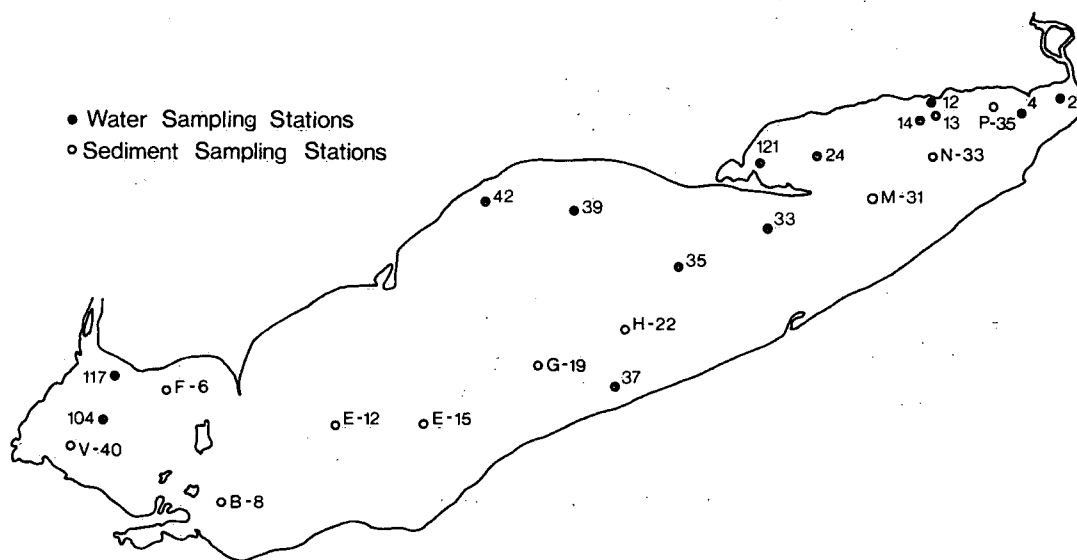 ● Water Sampling Stations
○ Sediment Sampling Stations
12
4
2
14
13
P-35
121
24
N-33
42
39
M-31
33
35
H-22
117
F-6
G-19
37
104
E-12
E-15
V-40
B-8